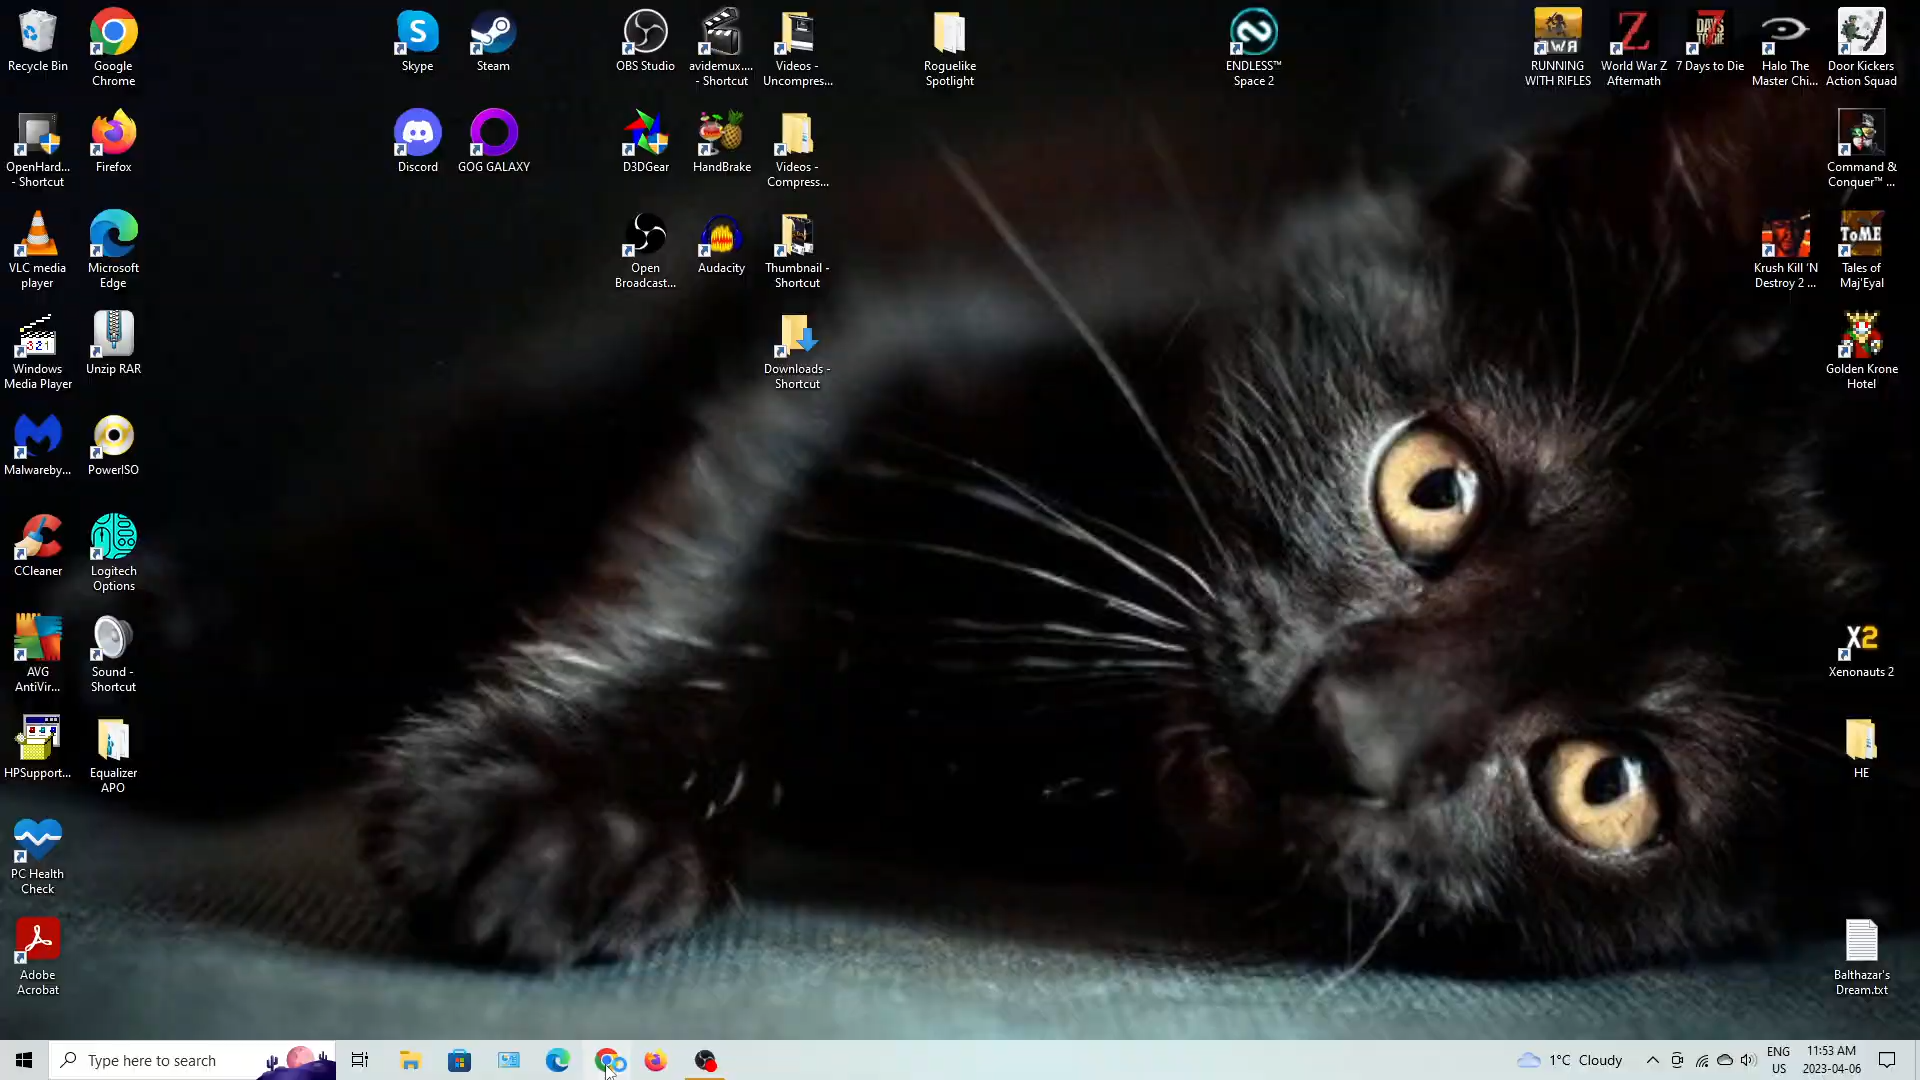 Recycle Bin
Google
Chrome
Skype
Steam
OBS Studio
avidemux....
- Shortcut
Videos -
Uncompres...
Roguelike
Spotlight
ENDLESS™
Space 2
RUNNING
WITH RIFLES
World War Z
Aftermath
7 Days to Die
Halo The
Master Chi...
Door Kickers
Action Squad
OpenHard...
- Shortcut
Firefox
Discord
GOG GALAXY
D3DGear
HandBrake
Videos -
Compress...
Command &
Conquer™ ...
VLC media
player
Microsoft
Edge
Open
Broadcast...
Audacity
Thumbnail -
Shortcut
Krush Kill 'N
Destroy 2 ...
ToME
Tales of
Maj'Eyal
321
Windows
Media Player
Unzip RAR
Downloads -
Shortcut
Golden Krone
Hotel
Malwareby...
PowerISO
CCleaner
Logitech
Options
AVG
AntiVir...
Sound -
Shortcut
X2
Xenonauts 2
HPSupport...
Equalizer
APO
HE
PC Health
Check
Adobe
Acrobat
Balthazar's
Dream.txt
Type here to search
1°C Cloudy
ENG
US
11:53 AM
2023-04-06